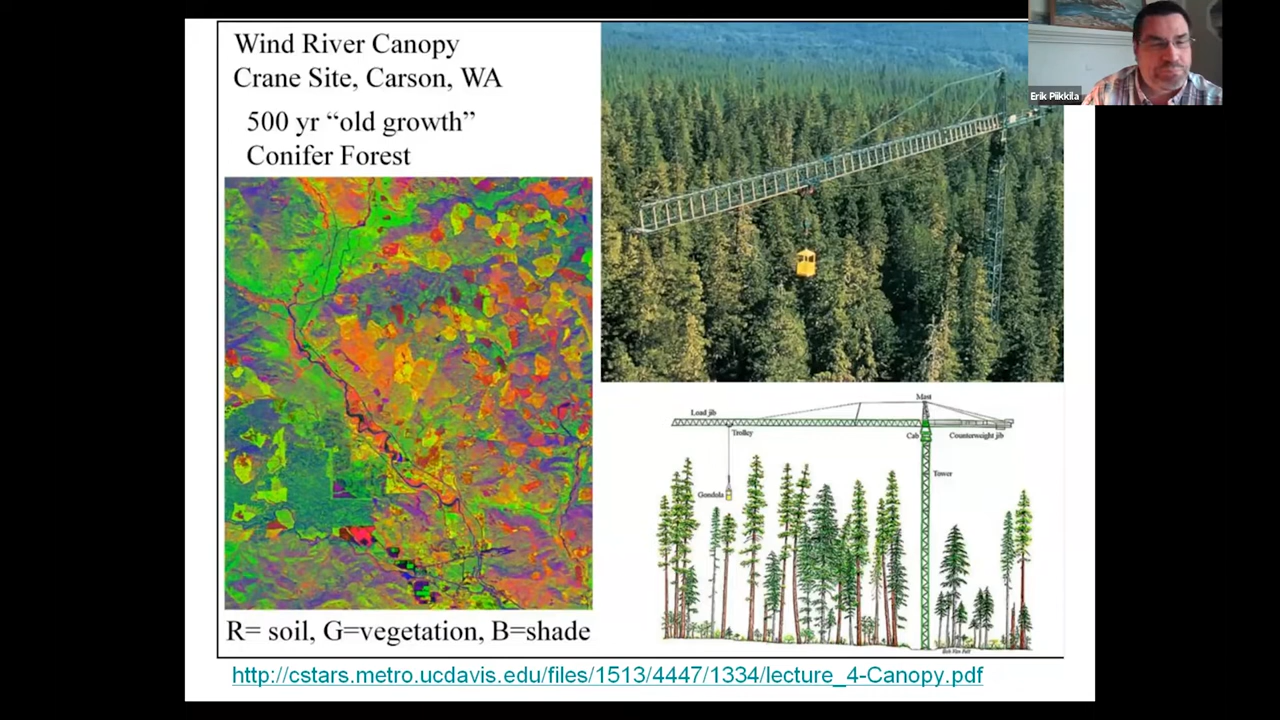 Wind River Canopy
Crane Site, Carson, WA
500 yr “old growth”
Conifer Forest
Erik Piikkila
Mast
Load jib
Trolley
Cab
Counterweight jib
Tower
Gondola
R= soil, G=vegetation, B=shade
http://cstars.metro.ucdavis.edu/files/1513/4447/1334/lecture_4-Canopy.pdf